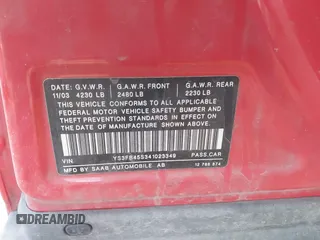 DATE: G.V.W.R. G.A.W.R. FRONT G.A.W.R. REAR
11/03 4230 LB 2480 LB 2230 LB
THIS VEHICLE CONFORMS TO ALL APPLICABLE
FEDERAL MOTOR VEHICLE SAFETY BUMPER AND
THEFT PREVENTION STANDARDS IN EFFECT
ON THE DATE OF MANUFACTURE SHOWN ABOVE.
VIN YS3FB45S341023349 PASS.CAR
MFD BY SAAB AUTOMOBILE AB 12 788 674
DREAMBID